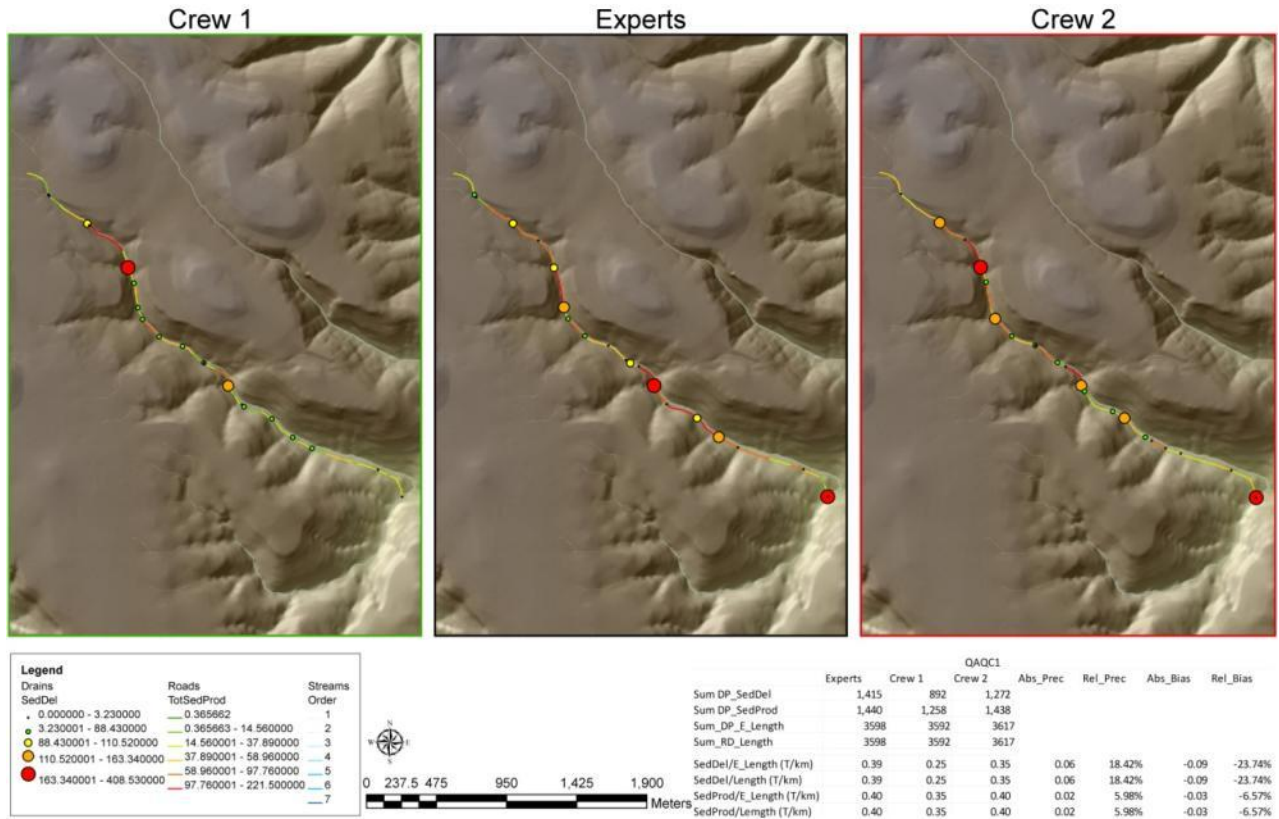 Crew 1
Experts
Crew 2
Legend
Drains
SedDel
0.000000 - 3.230000
3.230001 - 88.430000
88.430001 - 110.520000
110.520001 - 163.340000
163.340001 - 408.530000
Roads
TotSedProd
0.365662
0.365663 - 14.560000
14.560001 - 37.890000
37.890001 - 58.960000
58.960001 - 97.760000
97.760001 - 221.500000
Streams
Order
1
2
3
4
5
6
7
N
W E
S
0 237.5 475 950 1,425 1,900
Meters
QAQC1
Experts Crew 1 Crew 2 Abs_Prec Rel_Prec Abs_Bias Rel_Bias
Sum DP_SedDel 1,415 892 1,272
Sum DP_SedProd 1,440 1,258 1,438
Sum_DP_E_Length 3598 3592 3617
Sum_RD_Length 3598 3592 3617
SedDel/E_Length (T/km) 0.39 0.25 0.35 0.06 18.42% -0.09 -23.74%
SedDel/Length (T/km) 0.39 0.25 0.35 0.06 18.42% -0.09 -23.74%
SedProd/E_Length (T/km) 0.40 0.35 0.40 0.02 5.98% -0.03 -6.57%
SedProd/Lemgth (T/km) 0.40 0.35 0.40 0.02 5.98% -0.03 -6.57%